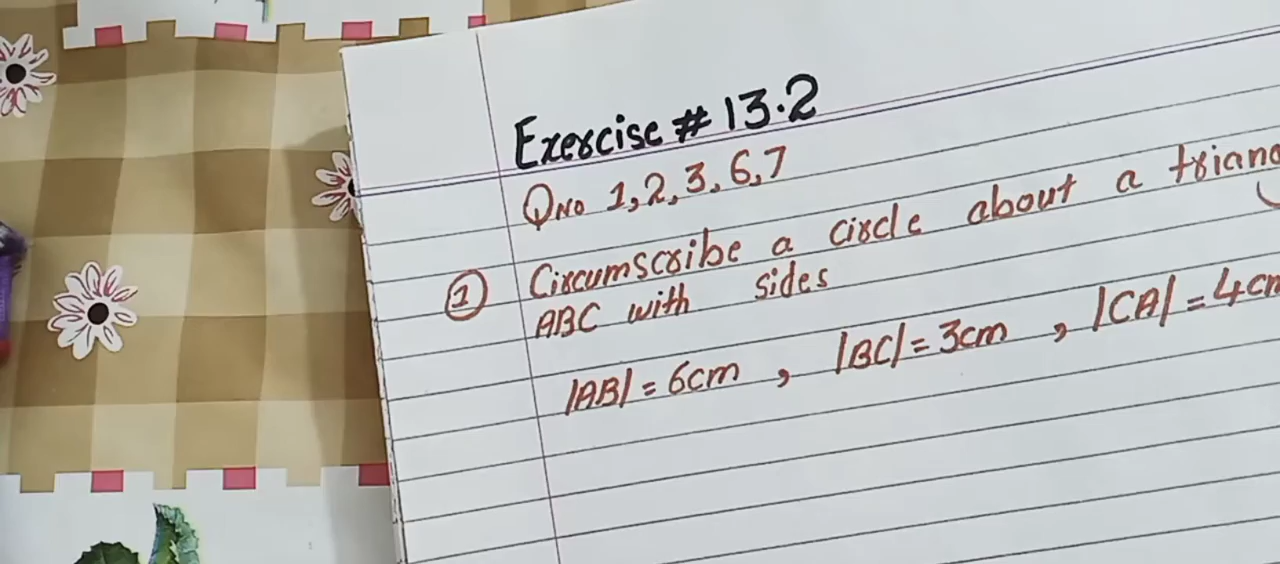 Exercise # 13.2
QNO 1,2,3,6,7
① Circumscribe a circle about a triang
ABC with sides
|AB| = 6cm , |BC| = 3cm , |CA| = 4cm